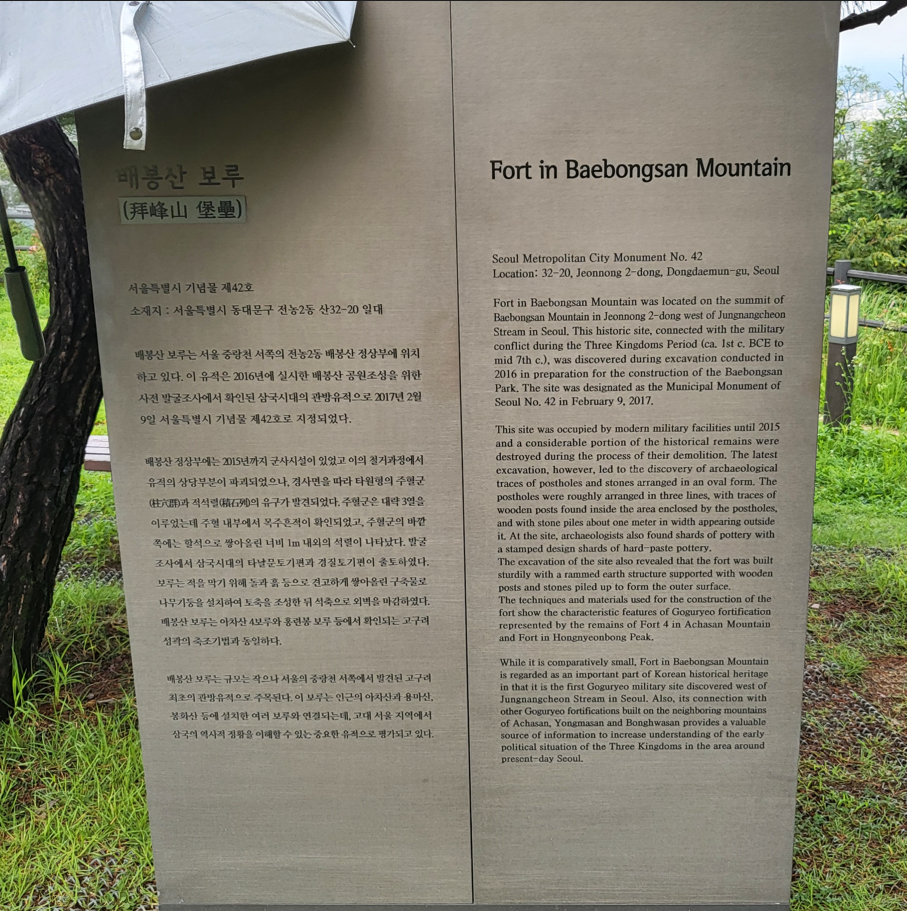 배봉산 보루
(拜峰山 堡壘)
서울특별시 기념물 제42호
소재지 : 서울특별시 동대문구 전농2동 산32-20 일대
배봉산 보루는 서울 중랑천 서쪽의 전농2동 배봉산 정상부에 위치
하고 있다. 이 유적은 2016년에 실시한 배봉산 공원조성을 위한
사전 발굴조사에서 확인된 삼국시대의 관방유적으로 2017년 2월
9일 서울특별시 기념물 제42호로 지정되었다.
배봉산 정상부에는 2015년까지 군사시설이 있었고 이의 철거과정에서
유적의 상당부분이 파괴되었으나, 경사면을 따라 타원형의 주혈군
(柱穴群)과 적석렬(積石列)의 유구가 발견되었다. 주혈군은 대략 3열을
이루었는데 주혈 내부에서 목주흔적이 확인되었고, 주혈군의 바깥
쪽에는 할석으로 쌓아올린 너비 1m 내외의 석렬이 나타났다. 발굴
조사에서 삼국시대의 타날문토기편과 경질토기편이 출토하였다.
보루는 적을 막기 위해 돌과 흙 등으로 견고하게 쌓아올린 구축물로
나무기둥을 설치하여 토축을 조성한 뒤 석축으로 외벽을 마감하였다.
배봉산 보루는 아차산 4보루와 홍련봉 보루 등에서 확인되는 고구려
성곽의 축조기법과 동일하다.
배봉산 보루는 규모는 작으나 서울의 중랑천 서쪽에서 발견된 고구려
최초의 관방유적으로 주목된다. 이 보루는 인근의 아차산과 용마산,
봉화산 등에 설치한 여러 보루와 연결되는데, 고대 서울 지역에서
삼국의 역사적 정황을 이해할 수 있는 중요한 유적으로 평가되고 있다.
Fort in Baebongsan Mountain
Seoul Metropolitan City Monument No. 42
Location: 32-20, Jeonnong 2-dong, Dongdaemun-gu, Seoul
Fort in Baebongsan Mountain was located on the summit of
Baebongsan Mountain in Jeonnong 2-dong west of Jungnangcheon
Stream in Seoul. This historic site, connected with the military
conflict during the Three Kingdoms Period (ca. 1st c. BCE to
mid 7th c.), was discovered during excavation conducted in
2016 in preparation for the construction of the Baebongsan
Park. The site was designated as the Municipal Monument of
Seoul No. 42 in February 9, 2017.
This site was occupied by modern military facilities until 2015
and a considerable portion of the historical remains were
destroyed during the process of their demolition. The latest
excavation, however, led to the discovery of archaeological
traces of postholes and stones arranged in an oval form. The
postholes were roughly arranged in three lines, with traces of
wooden posts found inside the area enclosed by the postholes,
and with stone piles about one meter in width appearing outside
it. At the site, archaeologists also found shards of pottery with
a stamped design shards of hard-paste pottery.
The excavation of the site also revealed that the fort was built
sturdily with a rammed earth structure supported with wooden
posts and stones piled up to form the outer surface.
The techniques and materials used for the construction of the
fort show the characteristic features of Goguryeo fortification
represented by the remains of Fort 4 in Achasan Mountain
and Fort in Hongnyeonbong Peak.
While it is comparatively small, Fort in Baebongsan Mountain
is regarded as an important part of Korean historical heritage
in that it is the first Goguryeo military site discovered west of
Jungnangcheon Stream in Seoul. Also, its connection with
other Goguryeo fortifications built on the neighboring mountains
of Achasan, Yongmasan and Bonghwasan provides a valuable
source of information to increase understanding of the early
political situation of the Three Kingdoms in the area around
present-day Seoul.